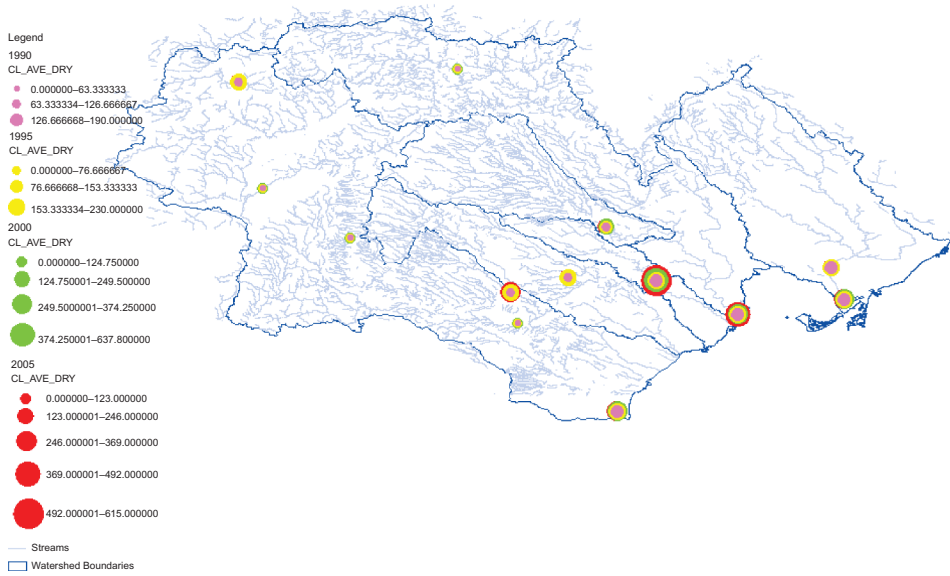 Legend
1990
CL_AVE_DRY
0.000000–63.333333
63.333334–126.666667
126.666668–190.000000
1995
CL_AVE_DRY
0.000000–76.666667
76.666668–153.333333
153.333334–230.000000
2000
CL_AVE_DRY
0.000000–124.750000
124.750001–249.500000
249.5000001–374.250000
374.250001–637.800000
2005
CL_AVE_DRY
0.000000–123.000000
123.000001–246.000000
246.000001–369.000000
369.000001–492.000000
492.000001–615.000000
Streams
Watershed Boundaries